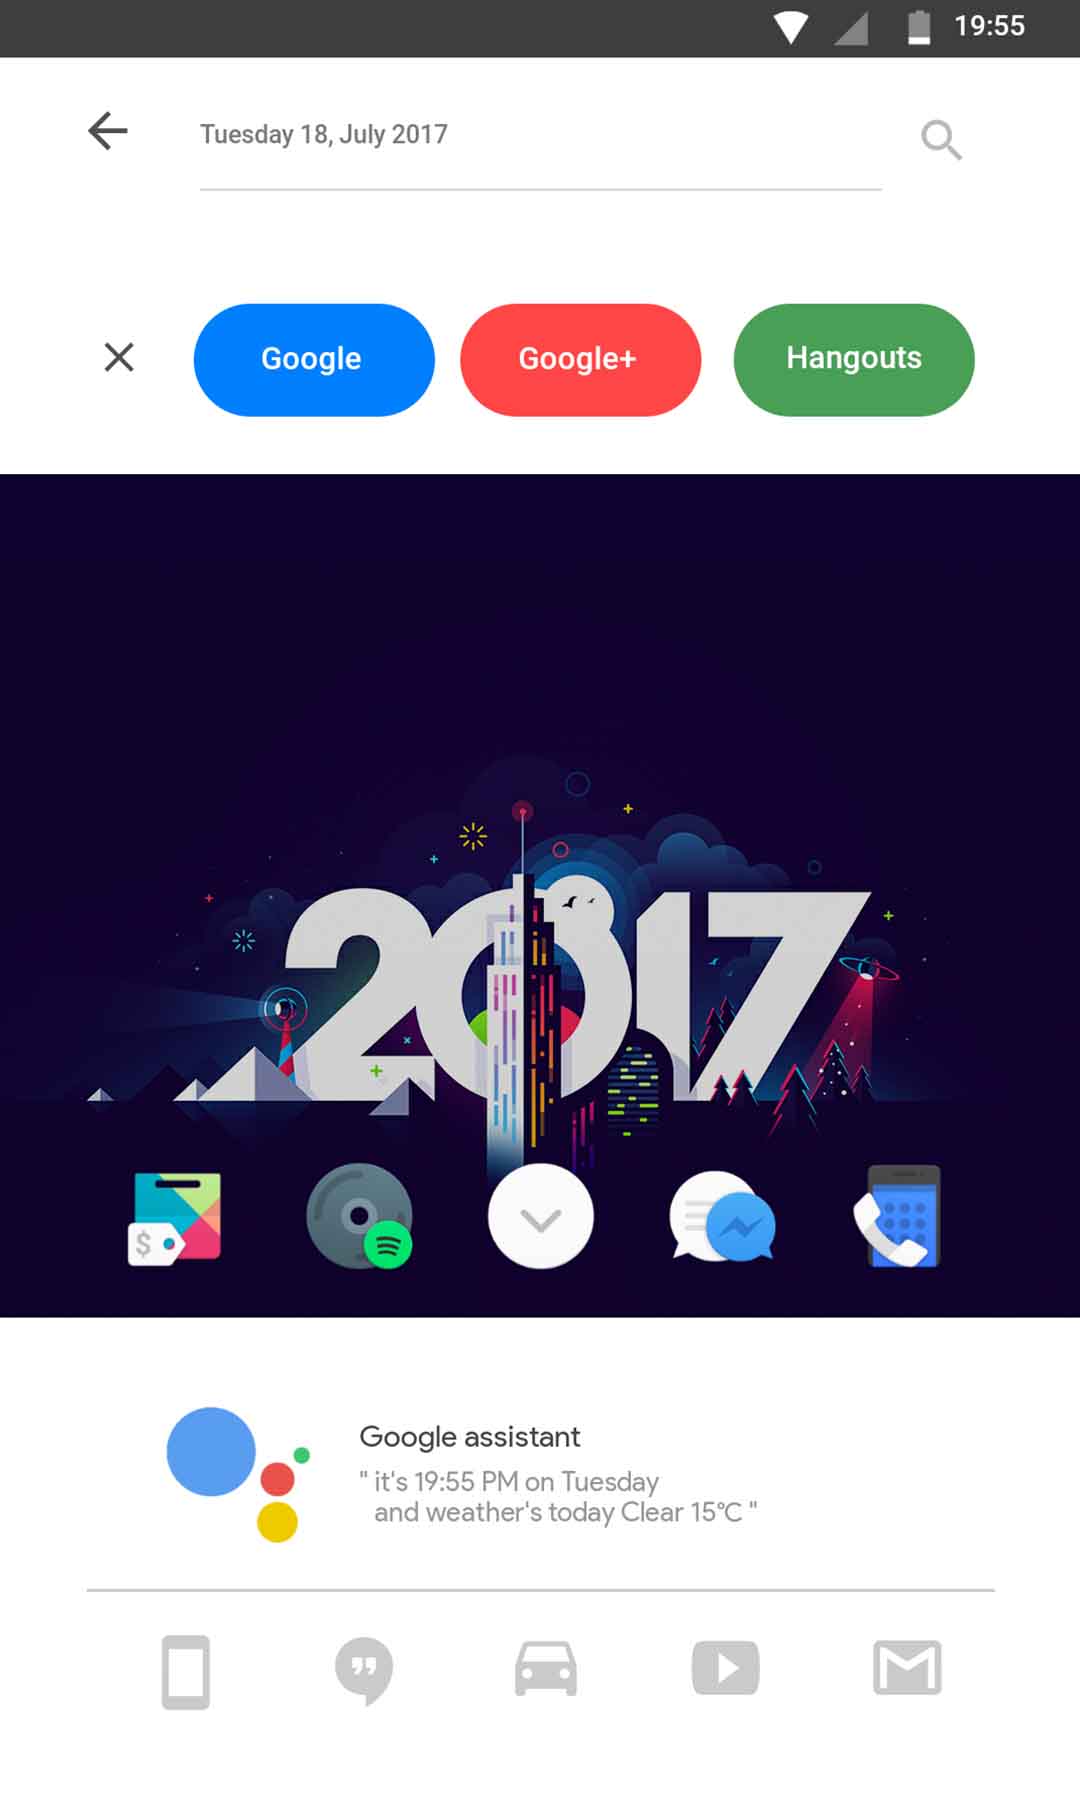 19:55
Tuesday 18, July 2017
Google
Google+
Hangouts
2017
$
Google assistant
" it's 19:55 PM on Tuesday
and weather's today Clear 15°C "